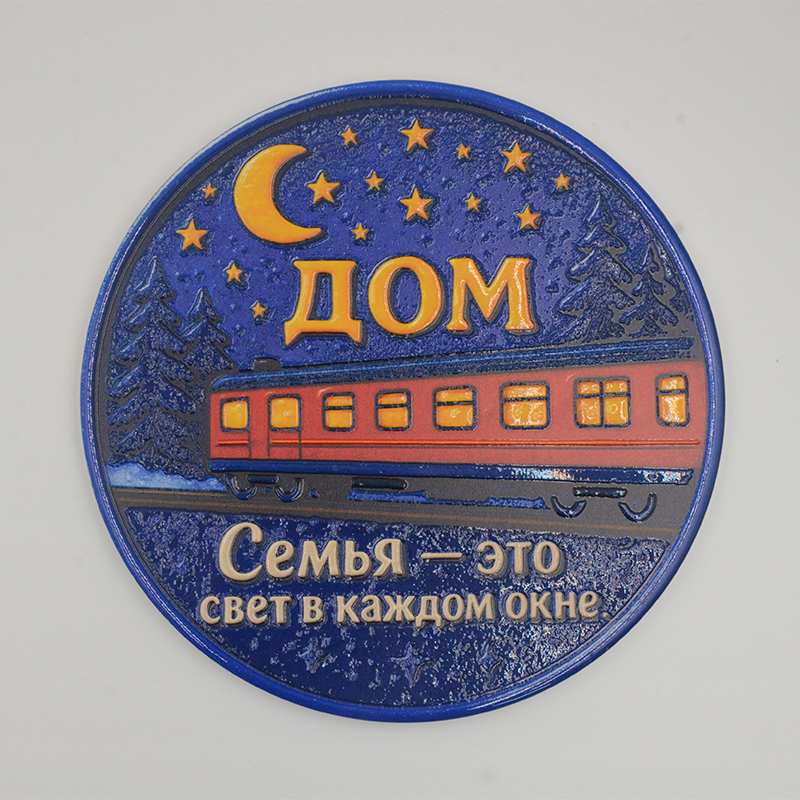 ДОМ
Семья – это
свет в каждом окне.